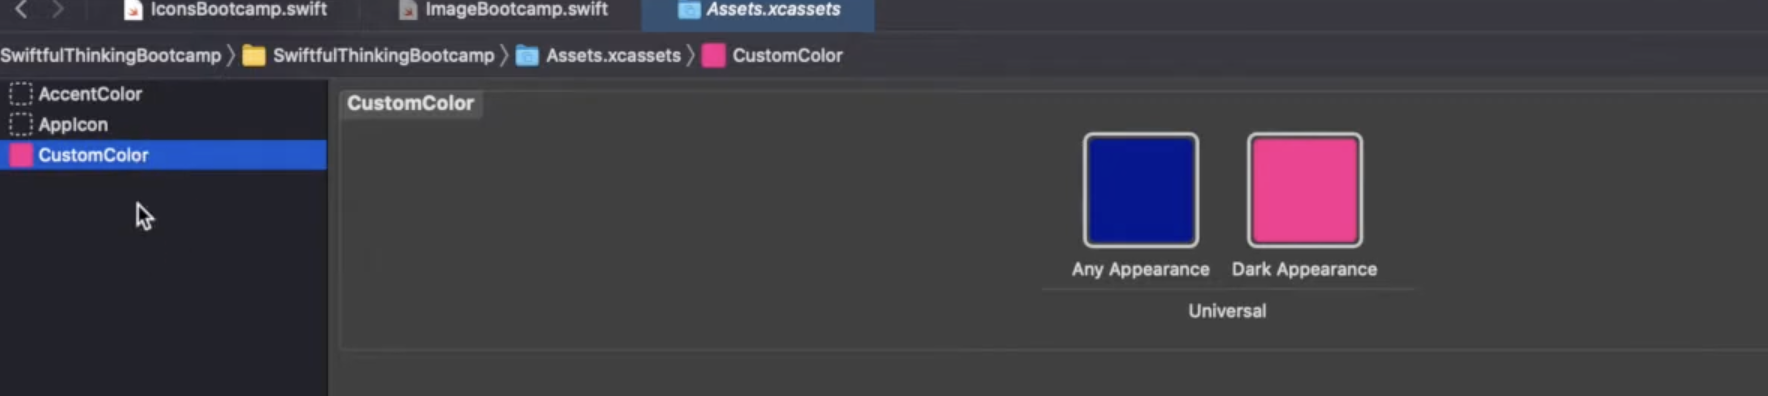 IconsBootcamp.swift ImageBootcamp.swift Assets.xcassets
SwiftfulThinkingBootcamp SwiftfulThinkingBootcamp Assets.xcassets CustomColor
AccentColor
AppIcon
CustomColor
CustomColor
Any Appearance Dark Appearance
Universal